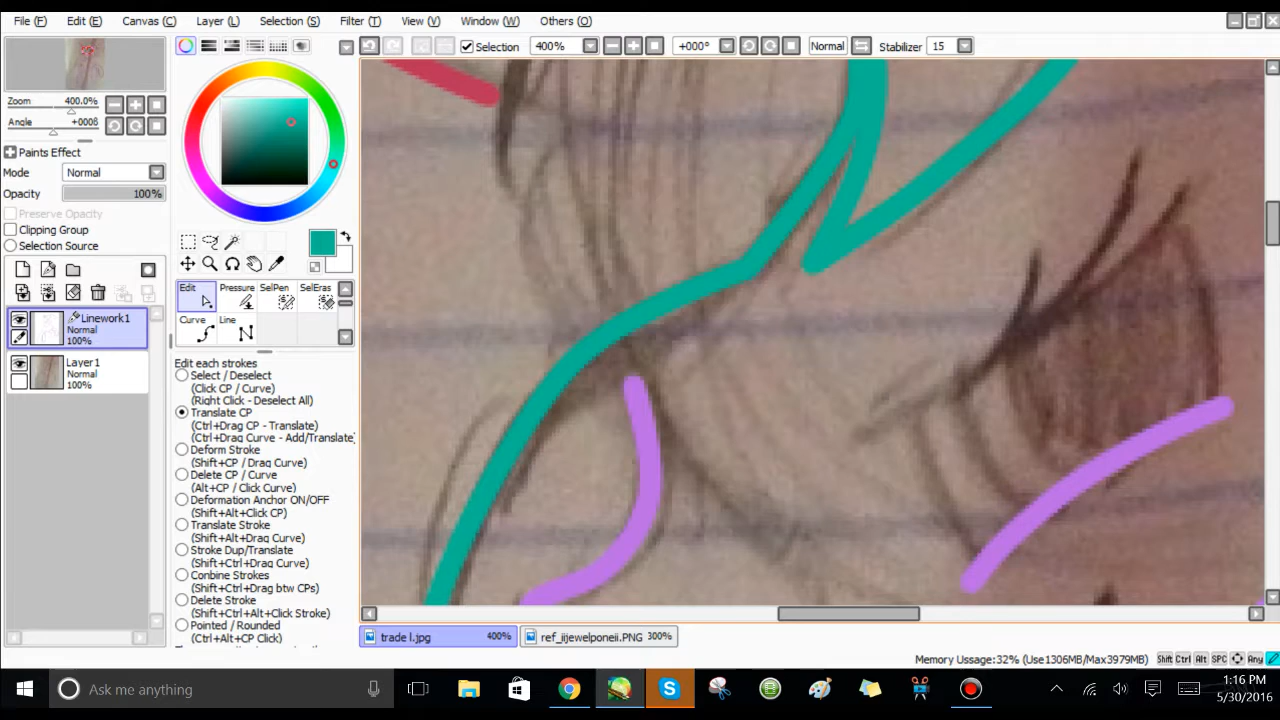 File (F) Edit (E) Canvas (C) Layer (L) Selection (S) Filter (T) View (V) Window (W) Others (O)
Selection 400% +000° Normal Stabilizer 15
Zoom 400.0%
Angle +000ß
Paints Effect
Mode Normal
Opacity 100%
Preserve Opacity
Clipping Group
Selection Source
Linework1
Normal
100%
Layer1
Normal
100%
Edit Pressure SelPen SelEras
Curve Line
Edit each strokes
Select / Deselect
(Click CP / Curve)
(Right Click - Deselect All)
Translate CP
(Ctrl+Drag CP - Translate)
(Ctrl+Drag Curve - Add/Translate)
Deform Stroke
(Shift+CP / Drag Curve)
Delete CP / Curve
(Alt+CP / Click Curve)
Deformation Anchor ON/OFF
(Shift+Alt+Click CP)
Translate Stroke
(Shift+Alt+Drag Curve)
Stroke Dup/Translate
(Shift+Ctrl+Drag Curve)
Conbine Strokes
(Shift+Ctrl+Drag btw CPs)
Delete Stroke
(Shift+Ctrl+Alt+Click Stroke)
Pointed / Rounded
(Ctrl+Alt+CP Click)
trade l.jpg 400% ref_iijewelponeii.PNG 300%
Memory Ussage:32% (Use1306MB/Max3979MB) Shift Ctrl Alt SPC Any
Ask me anything
1:16 PM
5/30/2016